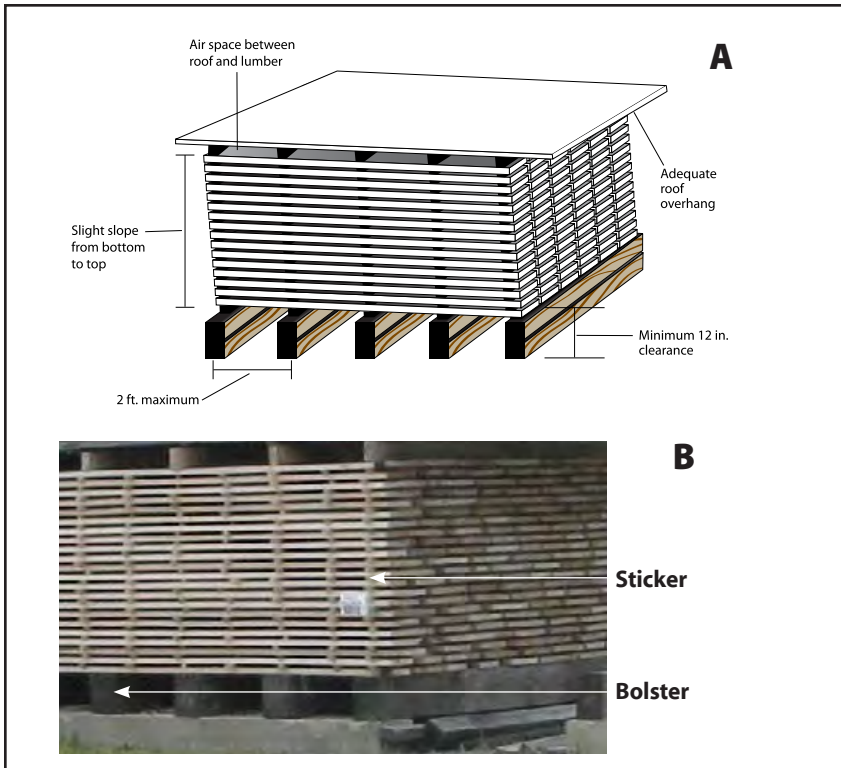 A
Air space between
roof and lumber
Adequate
roof
overhang
Slight slope
from bottom
to top
Minimum 12 in.
clearance
2 ft. maximum
B
Sticker
Bolster